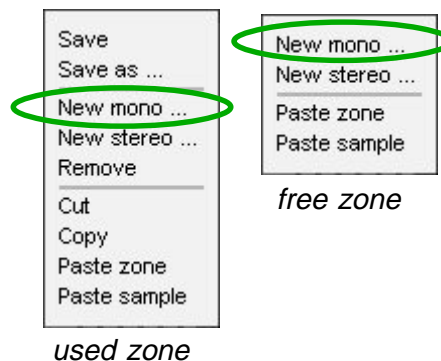 Save
Save as ...
New mono ...
New stereo ...
Remove
Cut
Copy
Paste zone
Paste sample
used zone
New mono ...
New stereo ...
Paste zone
Paste sample
free zone